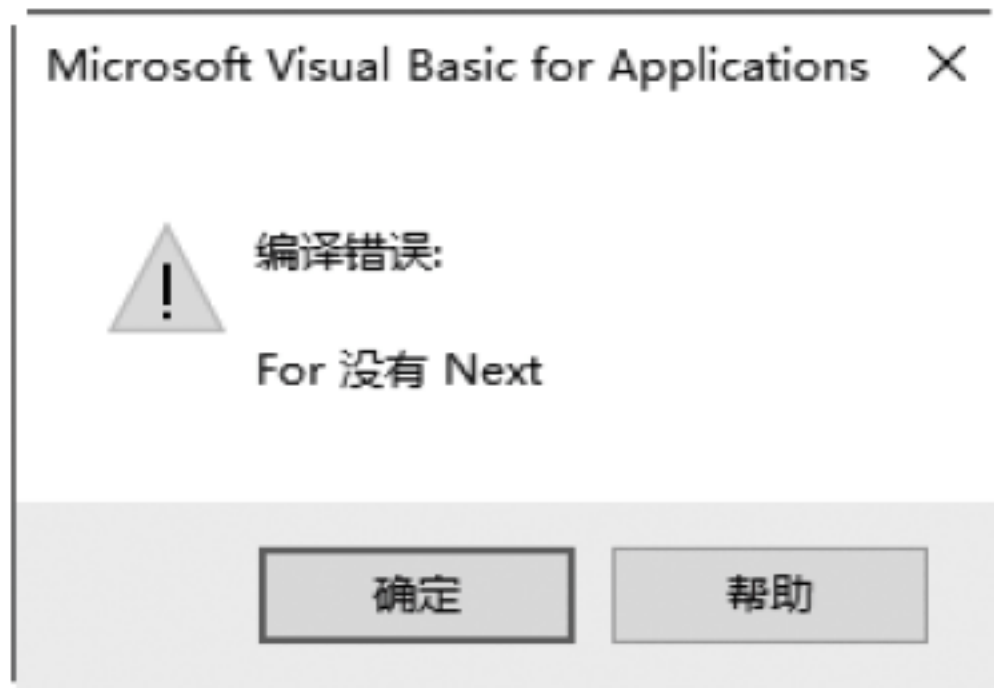 Microsoft Visual Basic for Applications
编译错误:
For 没有 Next
确定 帮助